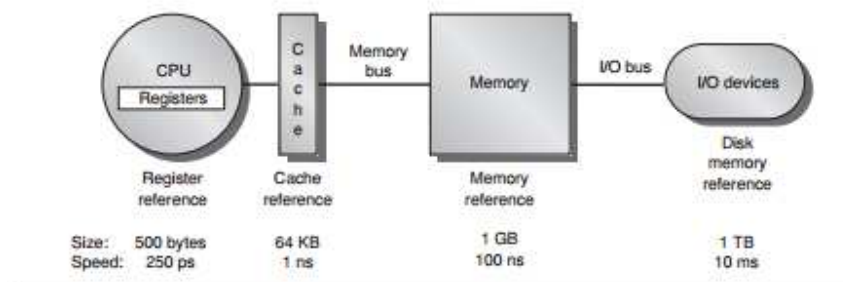 CPU
Registers
C
a
c
h
e
Memory
bus
Memory
I/O bus
I/O devices
Register
reference
Cache
reference
Memory
reference
Disk
memory
reference
Size: 500 bytes 64 KB 1 GB 1 TB
Speed: 250 ps 1 ns 100 ns 10 ms